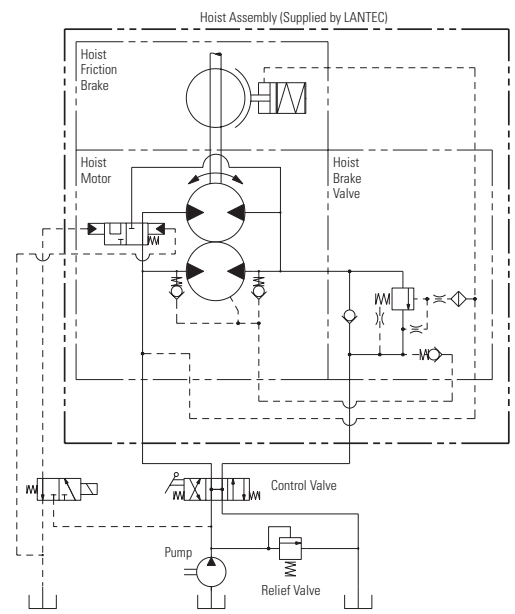 Hoist Assembly (Supplied by LANTEC)
Hoist
Friction
Brake
Hoist
Motor
Hoist
Brake
Valve
Control Valve
Pump
Relief Valve